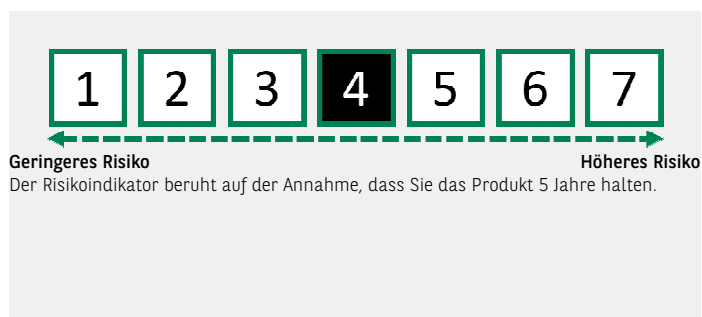 1 2 3 4 5 6 7
Geringeres Risiko Höheres Risiko
Der Risikoindikator beruht auf der Annahme, dass Sie das Produkt 5 Jahre halten.